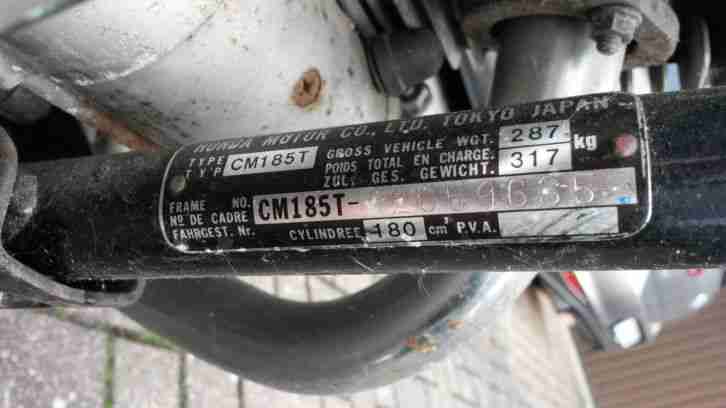 HONDA MOTOR CO., LTD. TOKYO JAPAN
TYPE
TYP
CM185T
GROSS VEHICLE WGT. 287
POIDS TOTAL EN CHARGE.
ZUL. GES. GEWICHT. 317
kg
FRAME NO.
NO. DE CADRE
FAHRGEST. Nr.
CM185T-
CYLINDREE 180 cm³ P.V.A.